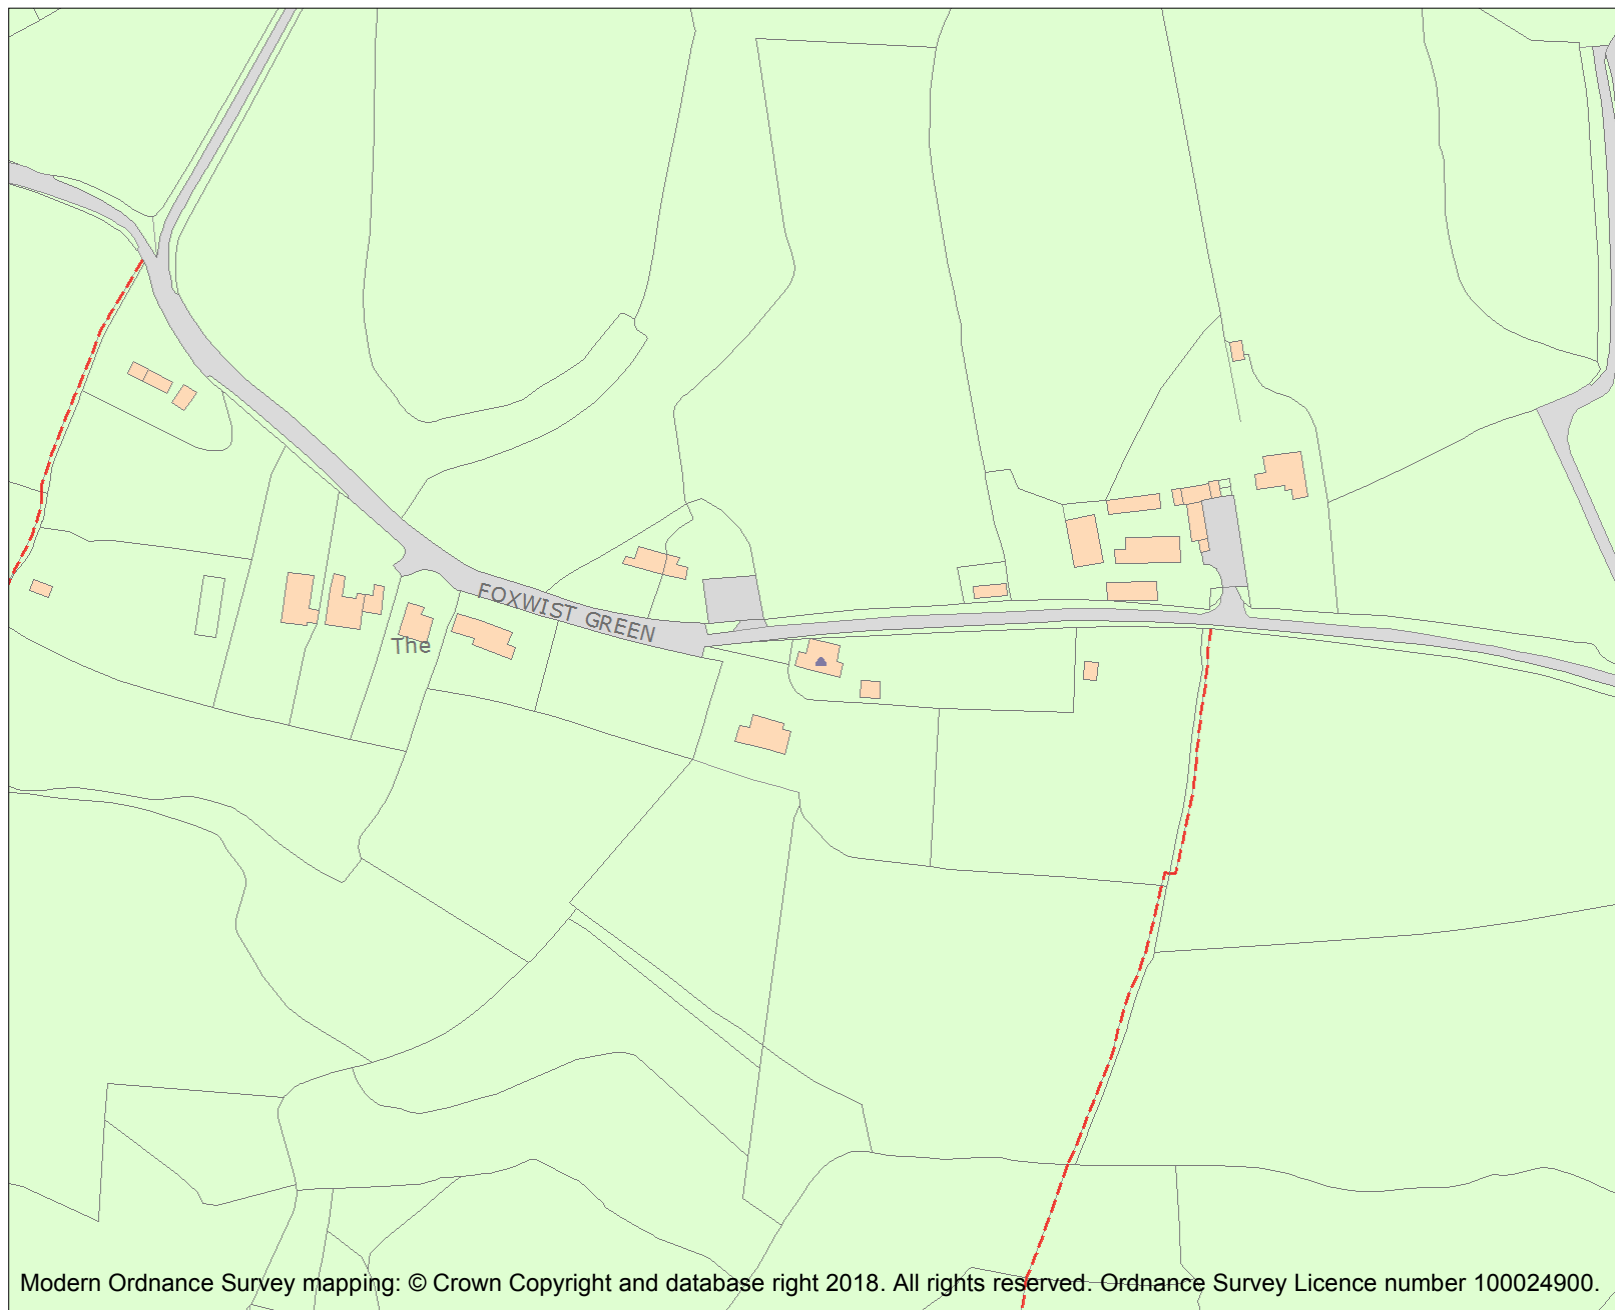 FOXWIST GREEN
The
Modern Ordnance Survey mapping: © Crown Copyright and database right 2018. All rights reserved. Ordnance Survey Licence number 100024900.